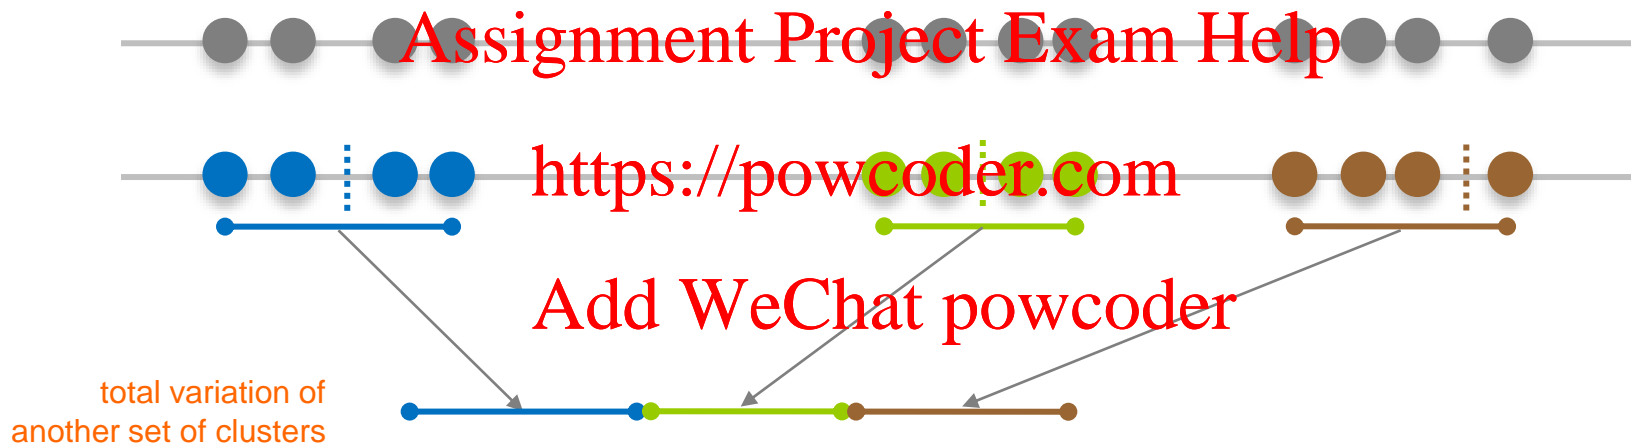 Assignment Project Exam Help
https://powcoder.com
Add WeChat powcoder
total variation of
another set of clusters